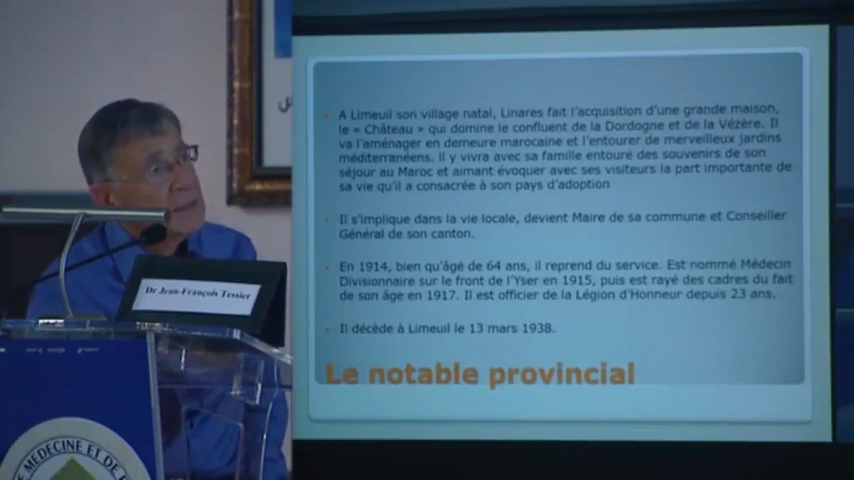 A Limeuil son village natal, Linares fait l'acquisition d'une grande maison,
le « Château » qui domine le confluent de la Dordogne et de la Vézère. Il
va l'aménager en demeure marocaine et l'entourer de merveilleux jardins
méditerranéens. Il y vivra avec sa famille entouré des souvenirs de son
séjour au Maroc et aimant évoquer avec ses visiteurs la part importante de
sa vie qu'il a consacrée à son pays d'adoption
Il s'implique dans la vie locale, devient Maire de sa commune et Conseiller
Général de son canton.
En 1914, bien qu'âgé de 64 ans, il reprend du service. Est nommé Médecin
Divisionnaire sur le front de l'Yser en 1915, puis est rayé des cadres du fait
de son âge en 1917. Il est officier de la Légion d'Honneur depuis 23 ans.
Il décède à Limeuil le 13 mars 1938.
Le notable provincial
Dr Jean-François Tessier
MEDECINE ET DE